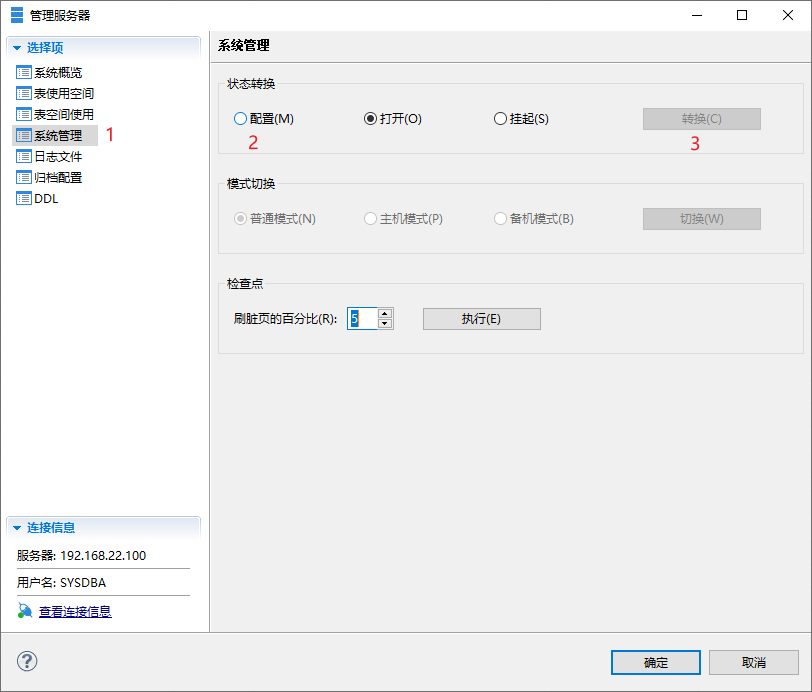 管理服务器
选择项
系统概览
表使用空间
表空间使用
系统管理 1
日志文件
归档配置
DDL
系统管理
状态转换
配置(M) 打开(O) 挂起(S) 转换(C)
2 3
模式切换
普通模式(N) 主机模式(P) 备机模式(B) 切换(W)
检查点
刷脏页的百分比(R): 5 执行(E)
连接信息
服务器: 192.168.22.100
用户名: SYSDBA
查看连接信息
? 确定 取消